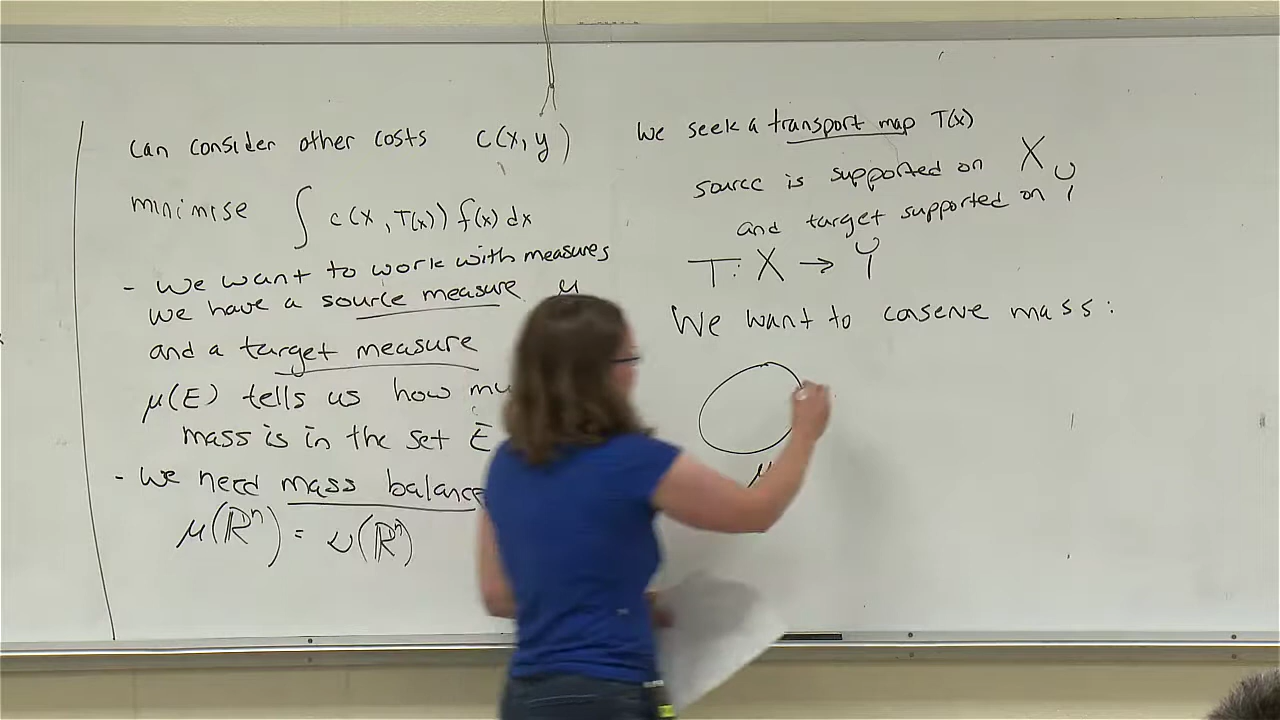 Can consider other costs c(x,y)
minimise ∫ c(x,T(x)) f(x) dx
- We want to work with measures
we have a source measure μ
and a target measure
μ(E) tells us how mu
mass is in the set E
- We need mass balance
μ(ℝⁿ) = ν(ℝⁿ)
We seek a transport map T(x)
source is supported on X
and target supported on Y
T: X → Y
We want to conserve mass:
μ